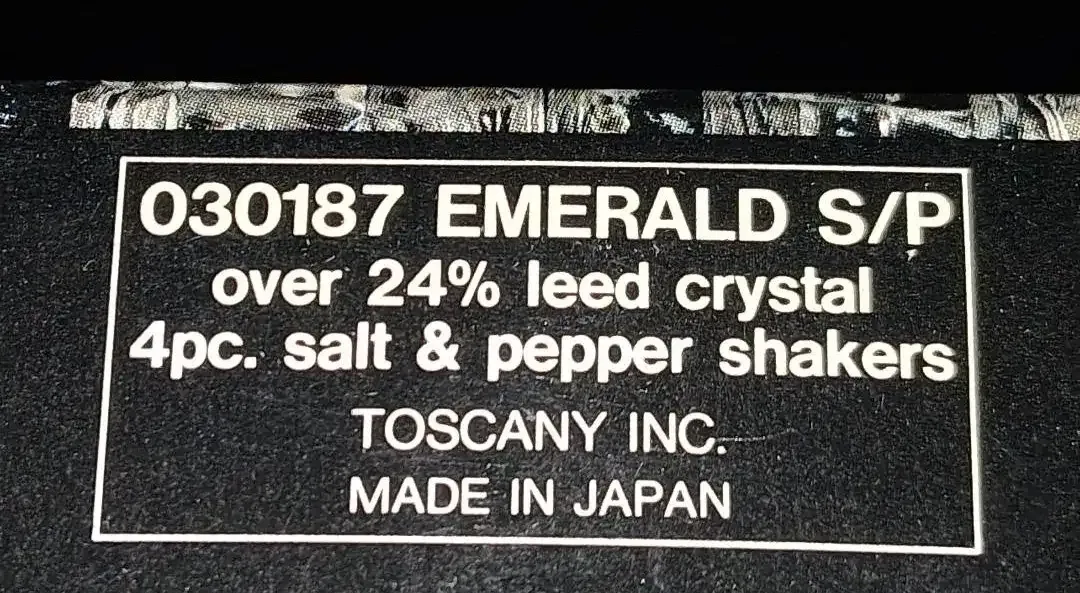 030187 EMERALD S/P
over 24% leed crystal
4pc. salt & pepper shakers
TOSCANY INC.
MADE IN JAPAN